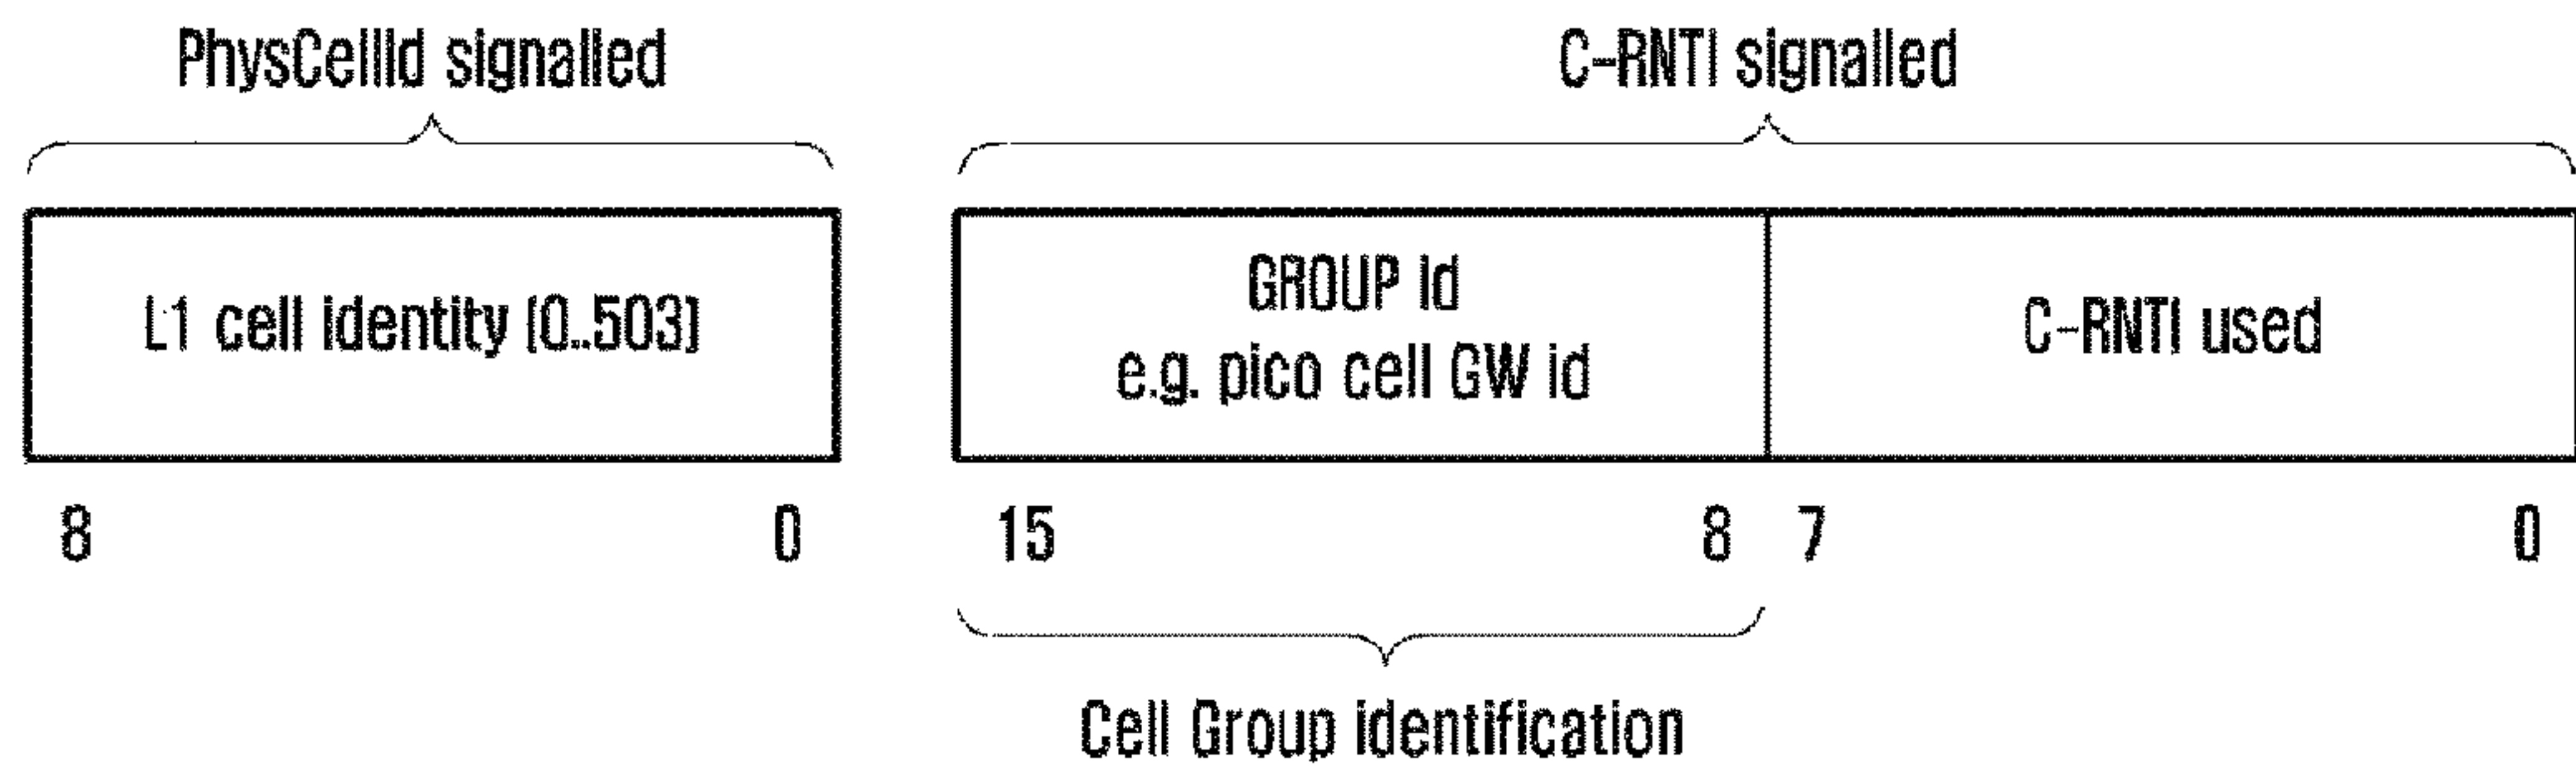 PhysCellId signalled
C-RNTI signalled
L1 cell identity (0..503)
GROUP Id
e.g. pico cell GW id
C-RNTI used
8
0
15
8
7
0
Cell Group identification